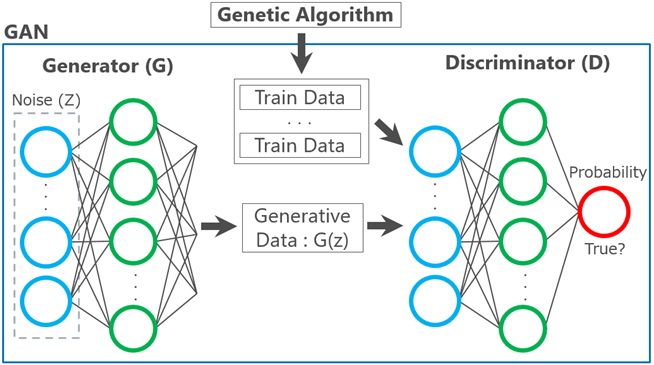 Genetic Algorithm
GAN
Generator (G)
Discriminator (D)
Noise (Z)
Train Data
. . .
Train Data
Probability
Generative
Data : G(z)
True?